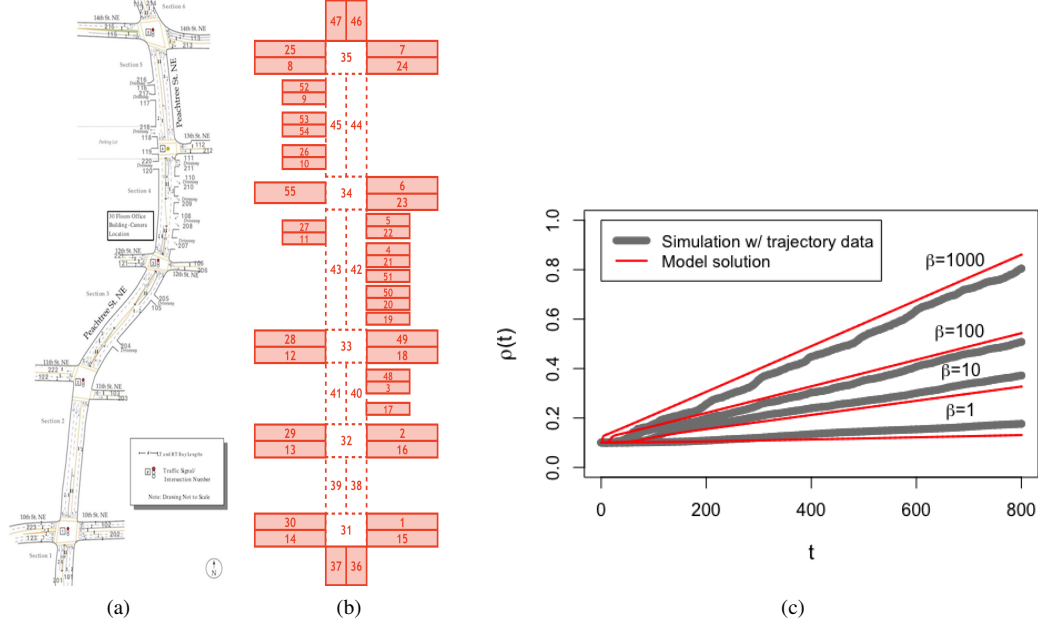 Section 6
14th St. NE
14th St. NE
Section 5
Peachtree St. NE
13th St. NE
Parking Lot
Section 4
30 Floors Office
Building - Camera
Location
12th St. NE
12th St. NE
Section 3
Peachtree St. NE
11th St. NE
11th St. NE
Section 2
LT and RT Bay Lengths
Traffic Signal/
Intersection Number
Note: Drawing Not to Scale
10th St. NE
10th St. NE
Section 1
N
(a)
47 46
25 35 7
8 24
52
9
53
54
45 44
26
10
55 34 6
23
27
11
5
22
4
21
51
43 42
50
20
19
28 33 49
12 18
48
3
41 40
17
29 32 2
13 16
39 38
30 31 1
14 15
37 36
(b)
Simulation w/ trajectory data
Model solution
β=1000
β=100
β=10
β=1
ρ(t)
0.0 0.2 0.4 0.6 0.8 1.0
0 200 400 600 800
t
(c)